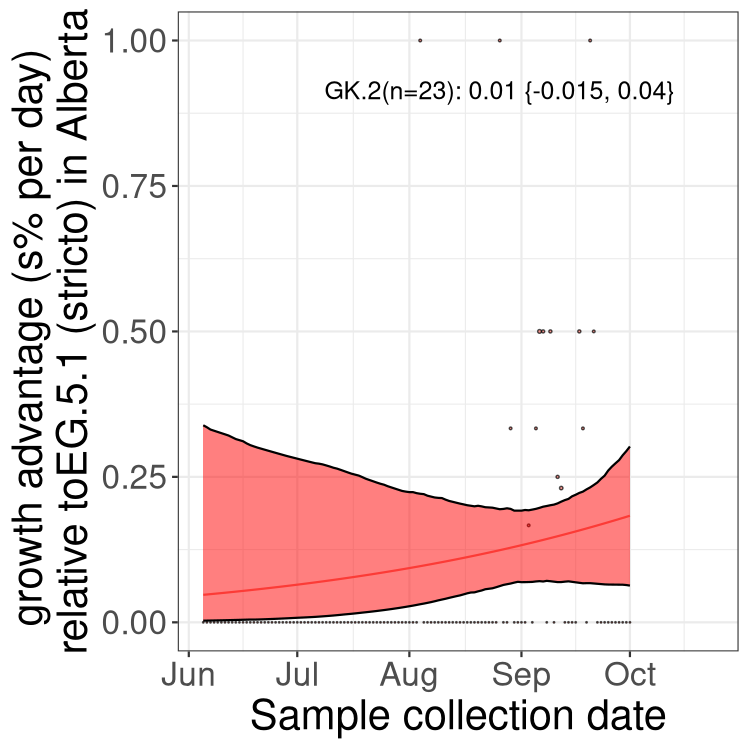 growth advantage (s% per day)
relative toEG.5.1 (stricto) in Alberta
1.00
GK.2(n=23): 0.01 {-0.015, 0.04}
0.75
0.50
0.25
0.00
Jun Jul Aug Sep Oct
Sample collection date